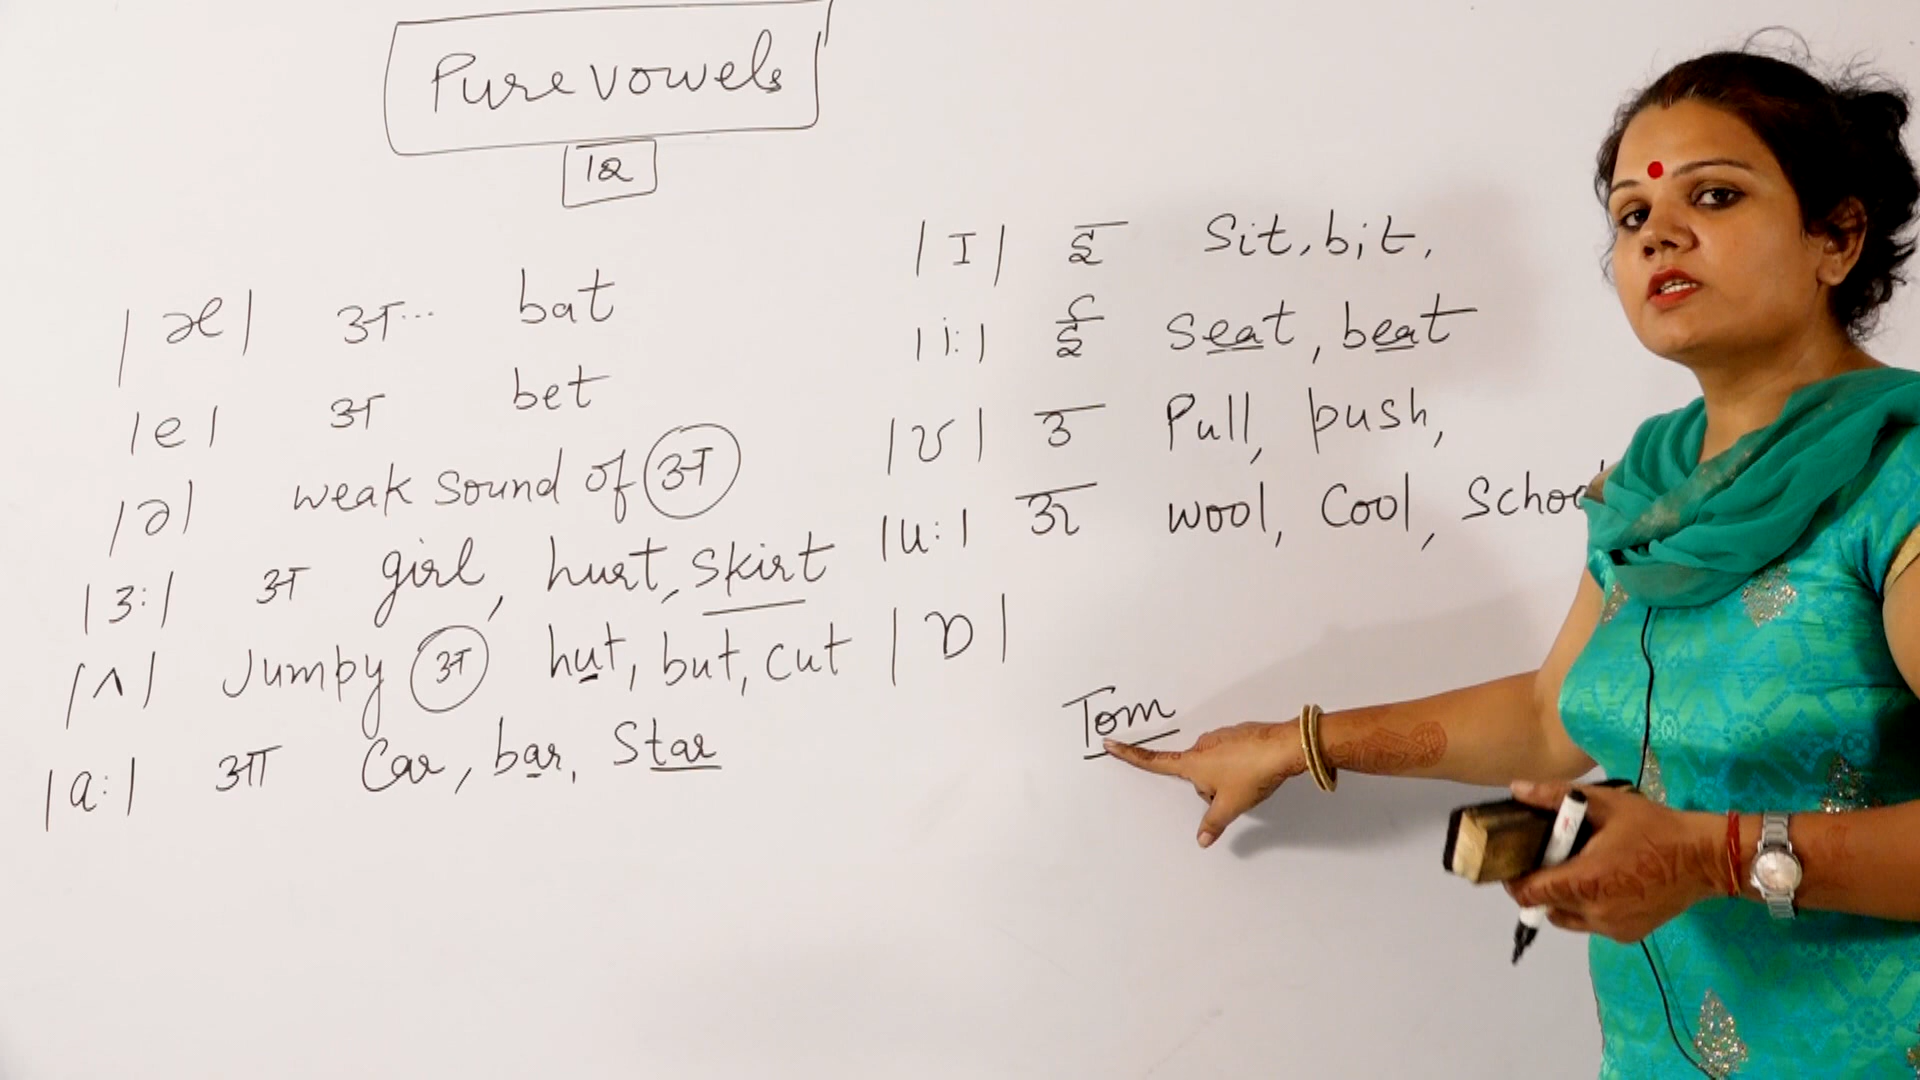 Pure vowels
12
|æ| अ... bat
|e| अ bet
|ə| weak sound of अ
|ɜ:| अ girl, hurt, skirt
|ʌ| Jumpy अ hut, but, cut
|a:| आ Car, bar, Star
|I| इ Sit, bit,
|i:| ई Seat, beat
|ʊ| उ Pull, push,
|u:| ऊ wool, Cool, Schoo
|ɒ|
Tom